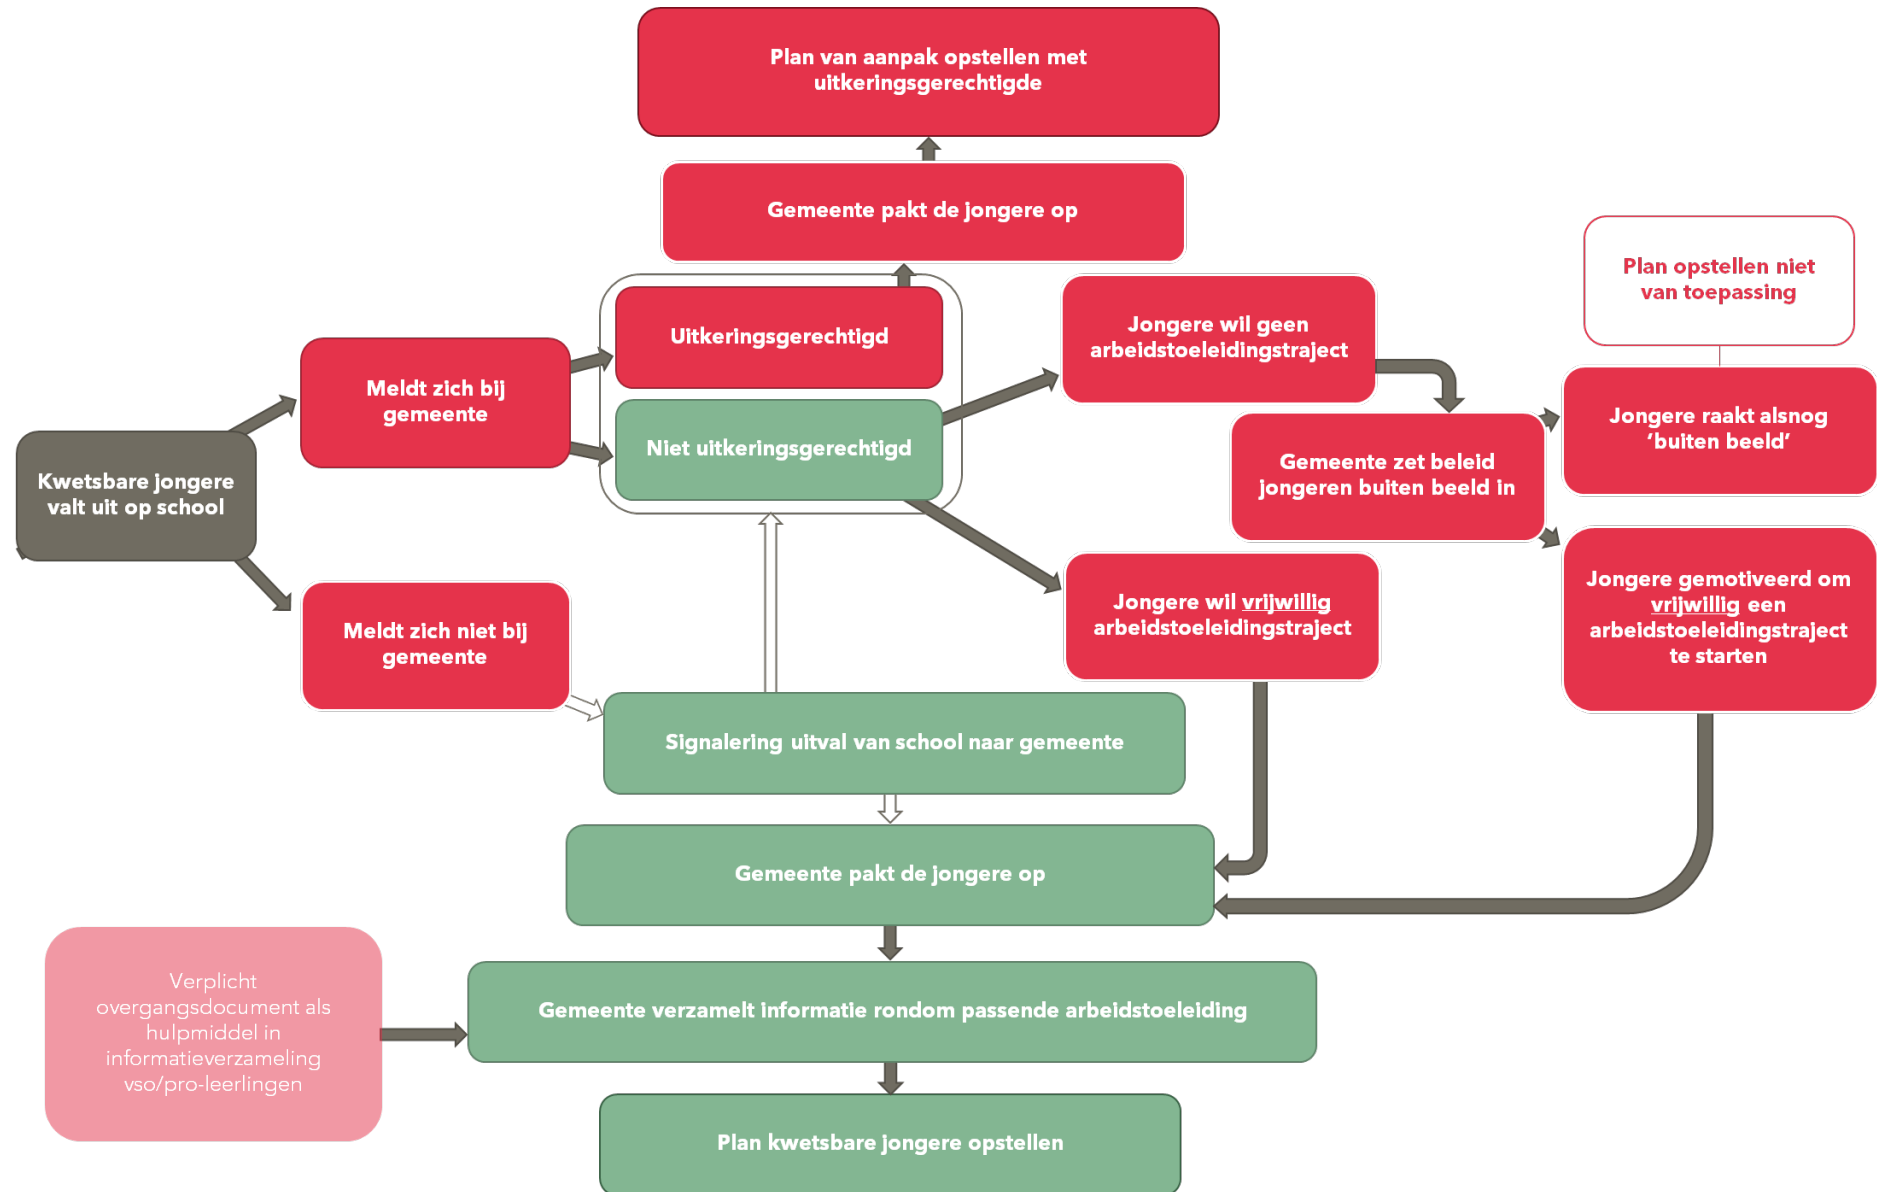 Plan van aanpak opstellen met
uitkeringsgerechtigde
Gemeente pakt de jongere op
Plan opstellen niet
van toepassing
Uitkeringsgerechtigd
Jongere wil geen
arbeidstoeleidingstraject
Meldt zich bij
gemeente
Niet uitkeringsgerechtigd
Jongere raakt alsnog
‘buiten beeld’
Kwetsbare jongere
valt uit op school
Gemeente zet beleid
jongeren buiten beeld in
Meldt zich niet bij
gemeente
Jongere wil vrijwillig
arbeidstoeleidingstraject
Jongere gemotiveerd om
vrijwillig een
arbeidstoeleidingstraject
te starten
Signalering uitval van school naar gemeente
Gemeente pakt de jongere op
Verplicht
overgangsdocument als
hulpmiddel in
informatieverzameling
vso/pro-leerlingen
Gemeente verzamelt informatie rondom passende arbeidstoeleiding
Plan kwetsbare jongere opstellen